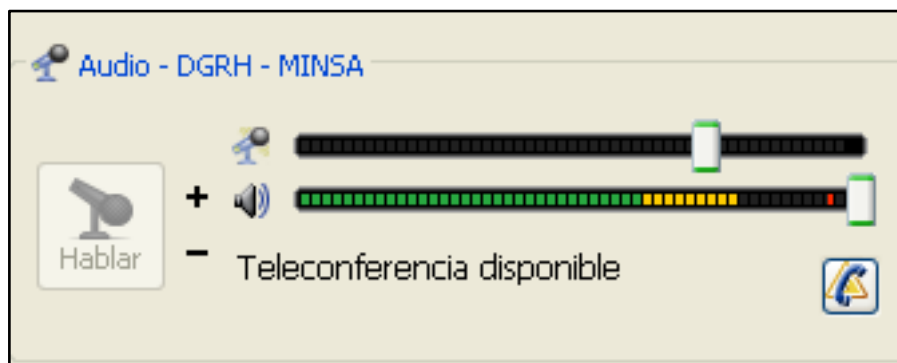 Audio - DGRH - MINSA
+
Hablar
-
Teleconferencia disponible